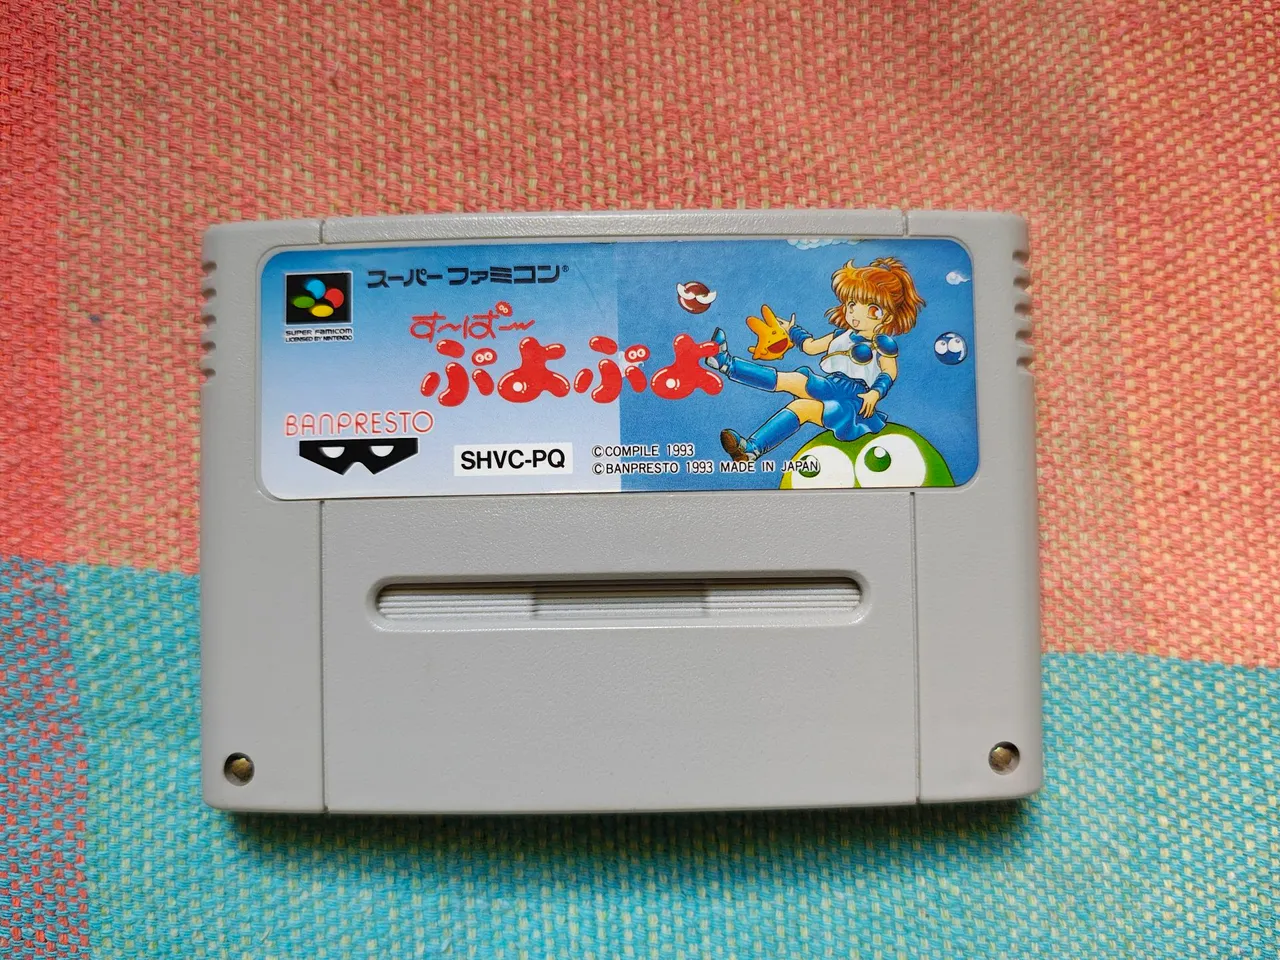 スーパーファミコン®
SUPER FAMICOM
LICENSED BY NINTENDO
す〜ぱ〜
ぷよぷよ
BANPRESTO
SHVC-PQ
©COMPILE 1993
©BANPRESTO 1993 MADE IN JAPAN